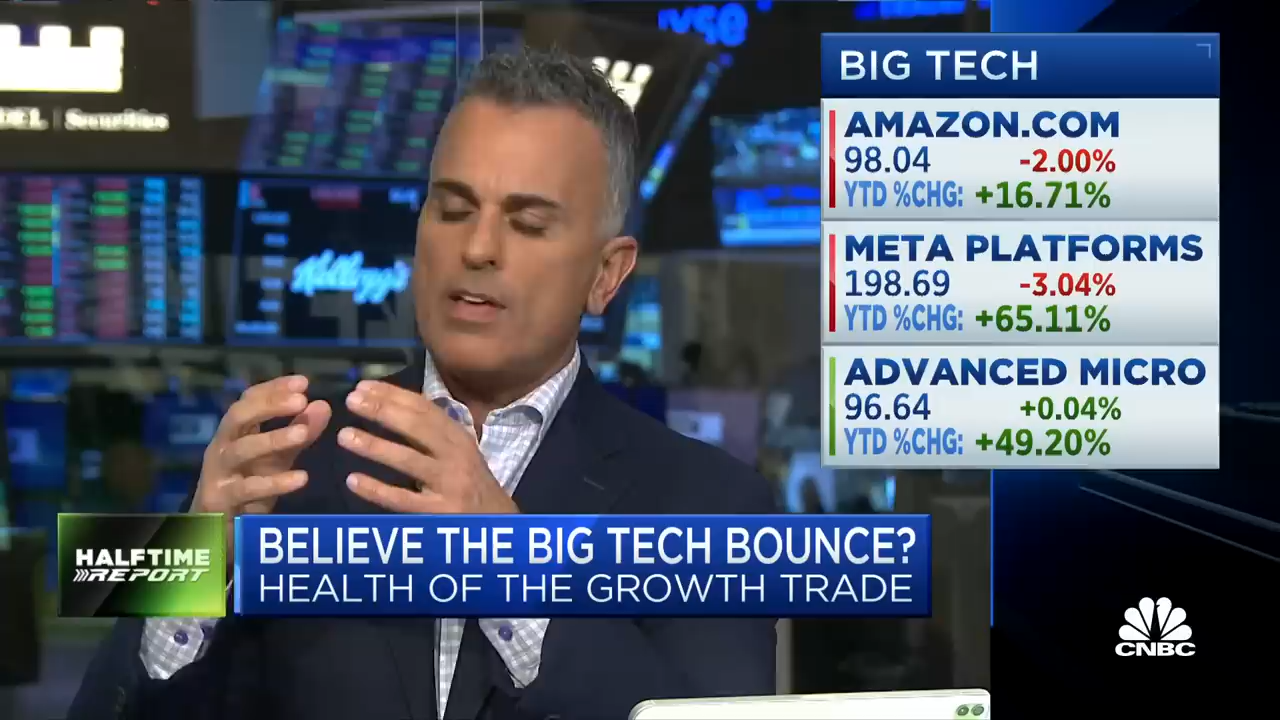 NYSE
Securities
Kellogg's
BIG TECH
AMAZON.COM
98.04 -2.00%
YTD %CHG: +16.71%
META PLATFORMS
198.69 -3.04%
YTD %CHG: +65.11%
ADVANCED MICRO
96.64 +0.04%
YTD %CHG: +49.20%
HALFTIME
REPORT
BELIEVE THE BIG TECH BOUNCE?
HEALTH OF THE GROWTH TRADE
CNBC